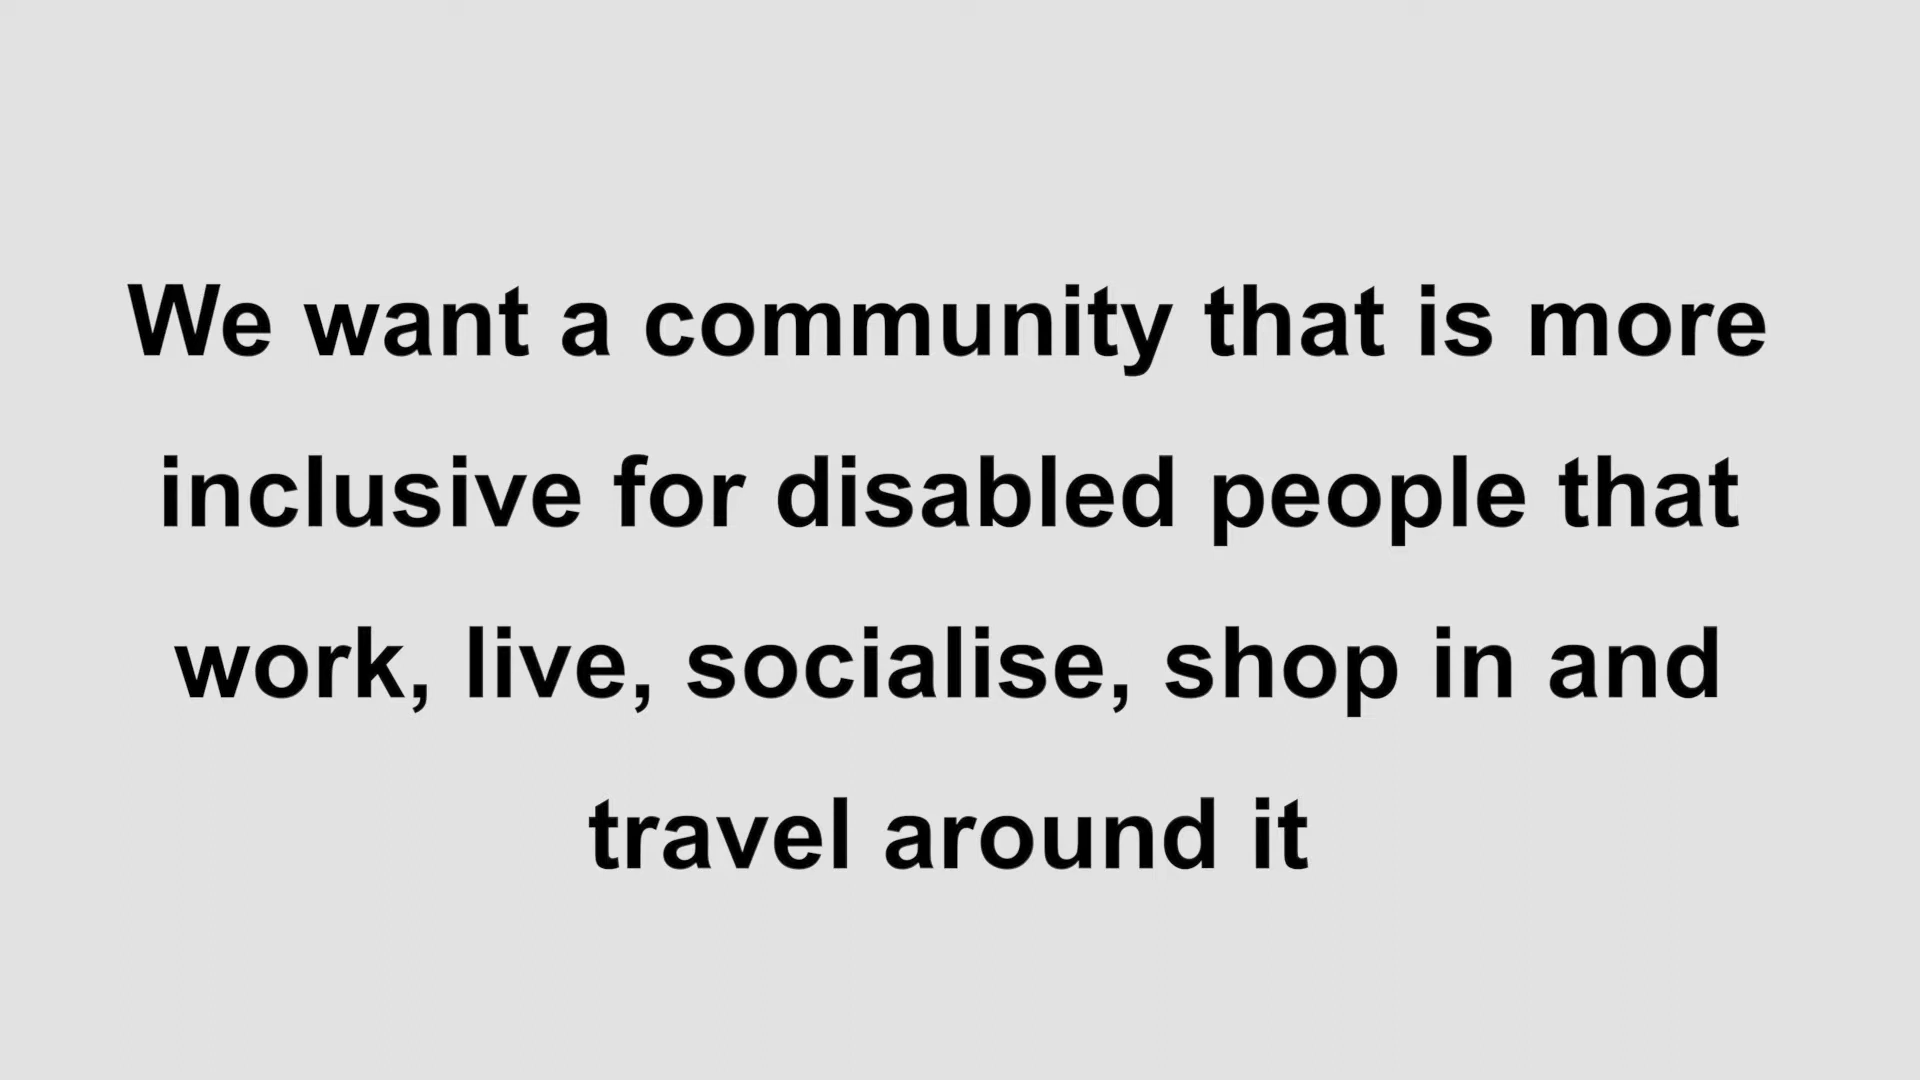 We want a community that is more
inclusive for disabled people that
work, live, socialise, shop in and
travel around it